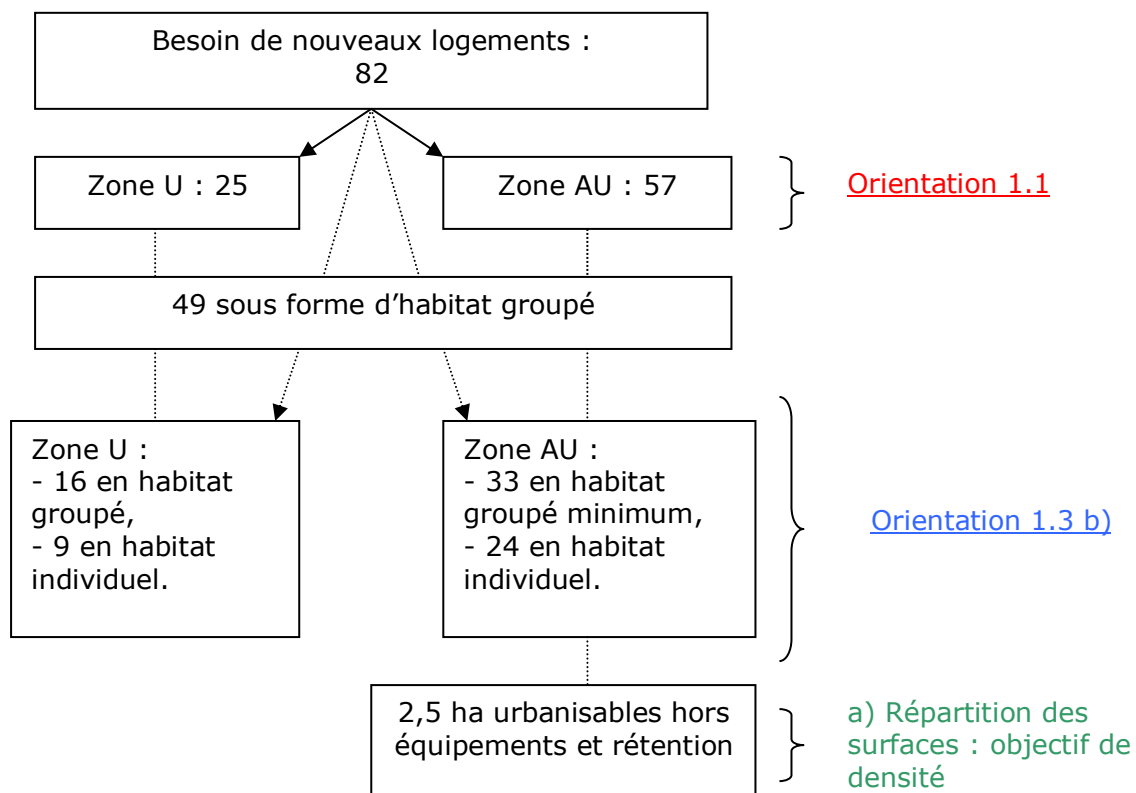 Besoin de nouveaux logements :
82
Zone U : 25
Zone AU : 57
Orientation 1.1
49 sous forme d'habitat groupé
Zone U :
- 16 en habitat
groupé,
- 9 en habitat
individuel.
Zone AU :
- 33 en habitat
groupé minimum,
- 24 en habitat
individuel.
Orientation 1.3 b)
2,5 ha urbanisables hors
équipements et rétention
a) Répartition des
surfaces : objectif de
densité